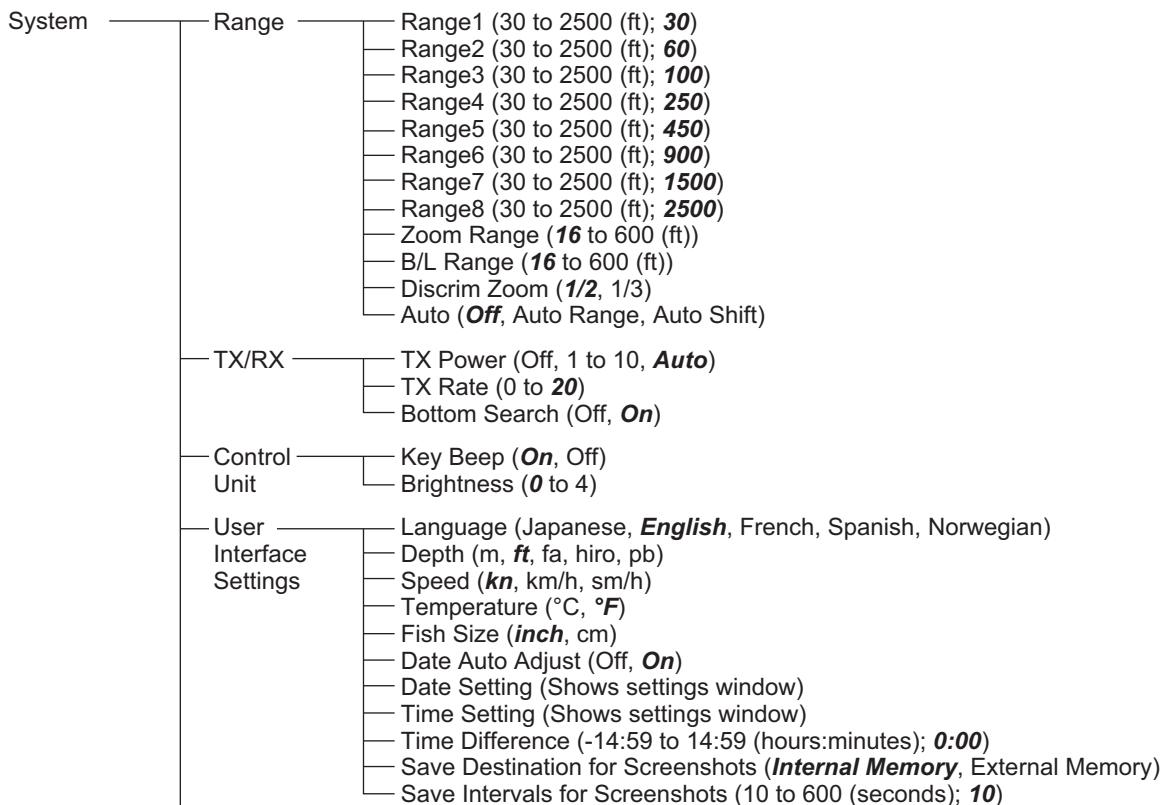 System
Range
Range1 (30 to 2500 (ft); 30)
Range2 (30 to 2500 (ft); 60)
Range3 (30 to 2500 (ft); 100)
Range4 (30 to 2500 (ft); 250)
Range5 (30 to 2500 (ft); 450)
Range6 (30 to 2500 (ft); 900)
Range7 (30 to 2500 (ft); 1500)
Range8 (30 to 2500 (ft); 2500)
Zoom Range (16 to 600 (ft))
B/L Range (16 to 600 (ft))
Discrim Zoom (1/2, 1/3)
Auto (Off, Auto Range, Auto Shift)
TX/RX
TX Power (Off, 1 to 10, Auto)
TX Rate (0 to 20)
Bottom Search (Off, On)
Control
Unit
Key Beep (On, Off)
Brightness (0 to 4)
User
Interface
Settings
Language (Japanese, English, French, Spanish, Norwegian)
Depth (m, ft, fa, hiro, pb)
Speed (kn, km/h, sm/h)
Temperature (°C, °F)
Fish Size (inch, cm)
Date Auto Adjust (Off, On)
Date Setting (Shows settings window)
Time Setting (Shows settings window)
Time Difference (-14:59 to 14:59 (hours:minutes); 0:00)
Save Destination for Screenshots (Internal Memory, External Memory)
Save Intervals for Screenshots (10 to 600 (seconds); 10)